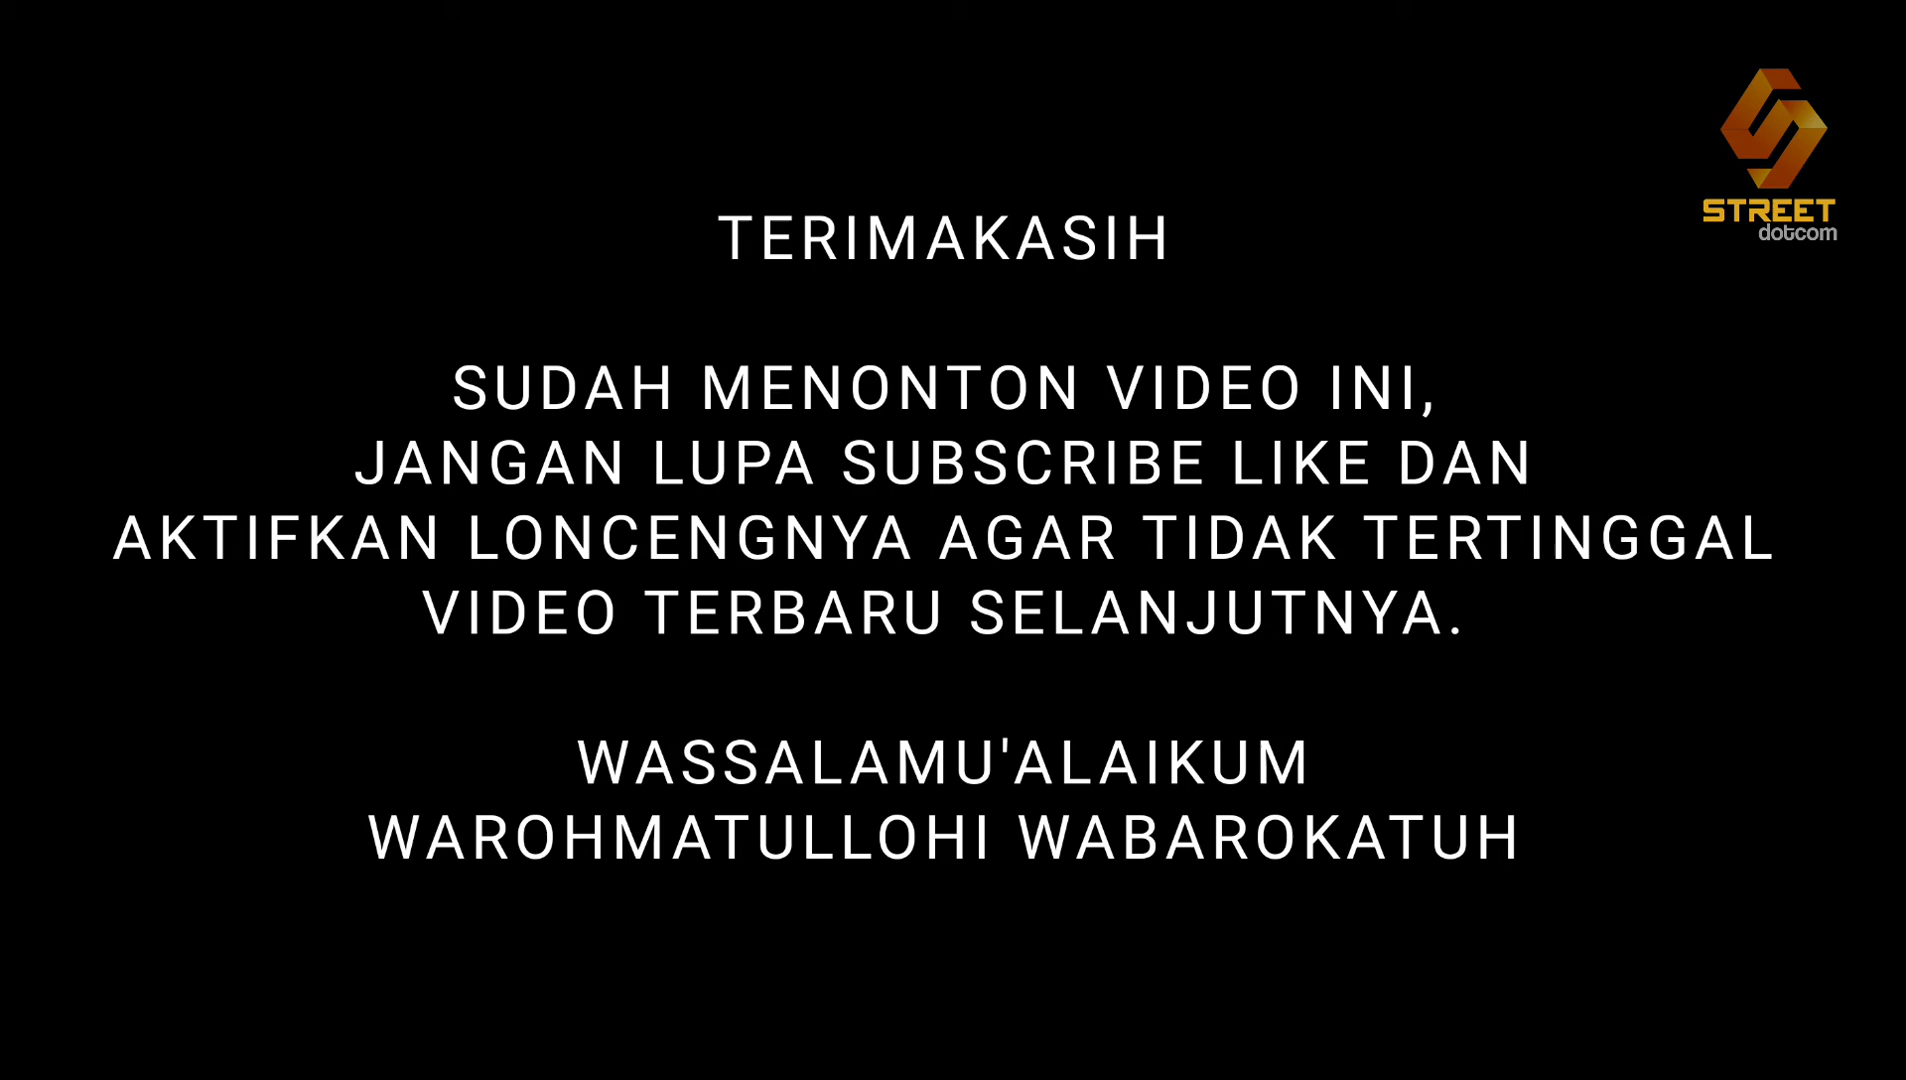 STREET
dotcom
TERIMAKASIH
SUDAH MENONTON VIDEO INI,
JANGAN LUPA SUBSCRIBE LIKE DAN
AKTIFKAN LONCENGNYA AGAR TIDAK TERTINGGAL
VIDEO TERBARU SELANJUTNYA.
WASSALAMU'ALAIKUM
WAROHMATULLOHI WABAROKATUH